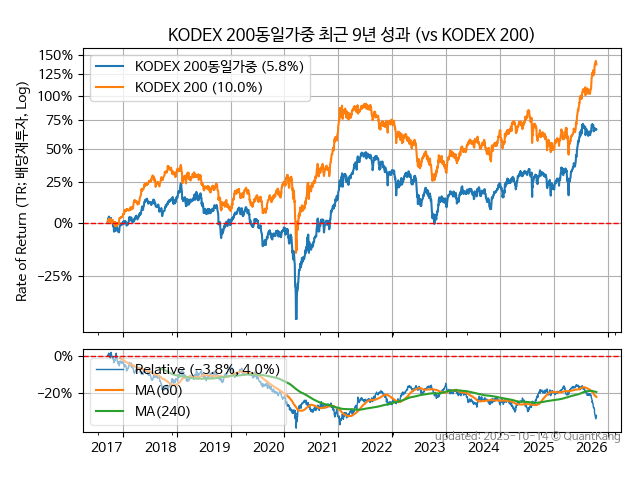 KODEX 200동일가중 최근 9년 성과 (vs KODEX 200)
Rate of Return (TR: 배당재투자, Log)
150%
125%
100%
75%
50%
25%
0%
−25%
KODEX 200동일가중 (5.8%)
KODEX 200 (10.0%)
0%
−20%
Relative (−3.8%, 4.0%)
MA(60)
MA(240)
updated: 2025-10-14 © QuantKang
2017 2018 2019 2020 2021 2022 2023 2024 2025 2026